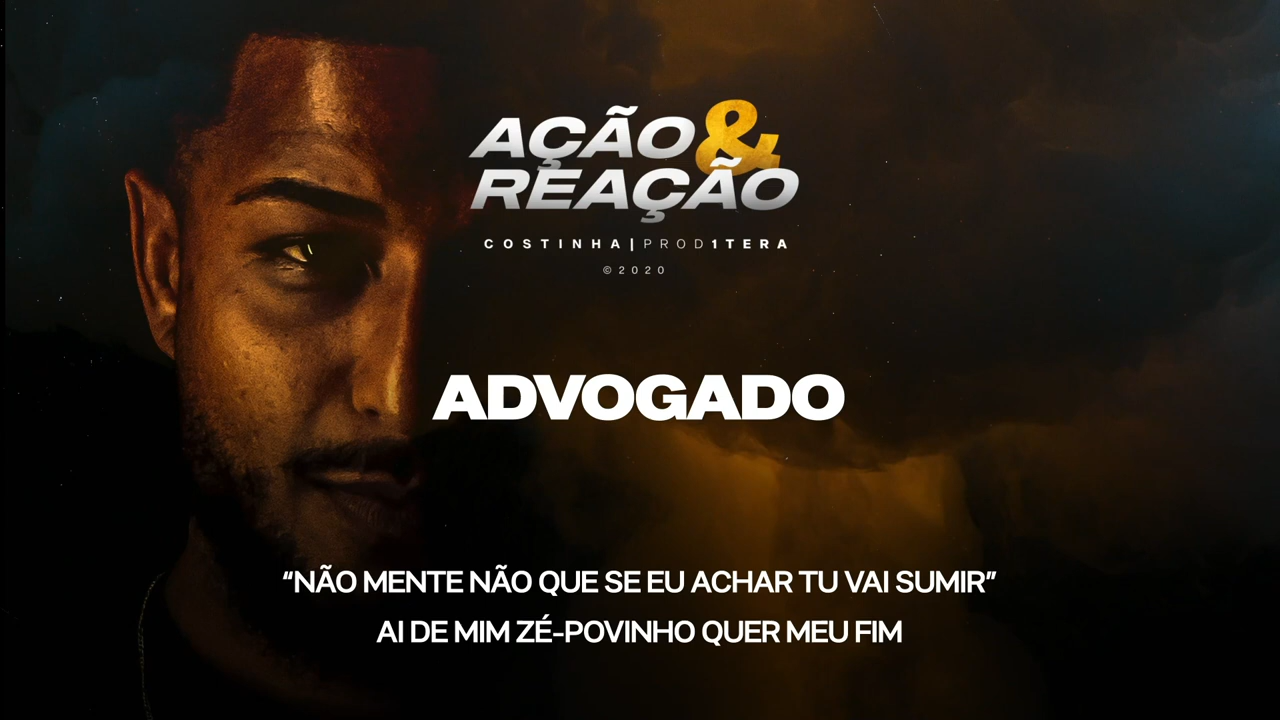 AÇÃO &
REAÇÃO
COSTINHA | PROD1TERA
© 2020
ADVOGADO
“NÃO MENTE NÃO QUE SE EU ACHAR TU VAI SUMIR”
AI DE MIM ZÉ-POVINHO QUER MEU FIM